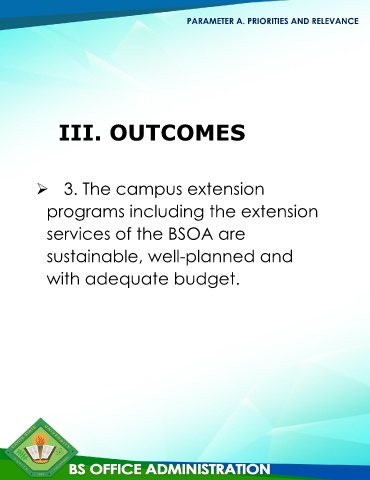 PARAMETER A. PRIORITIES AND RELEVANCE
III. OUTCOMES
➢ 3. The campus extension
programs including the extension
services of the BSOA are
sustainable, well-planned and
with adequate budget.
BS OFFICE ADMINISTRATION